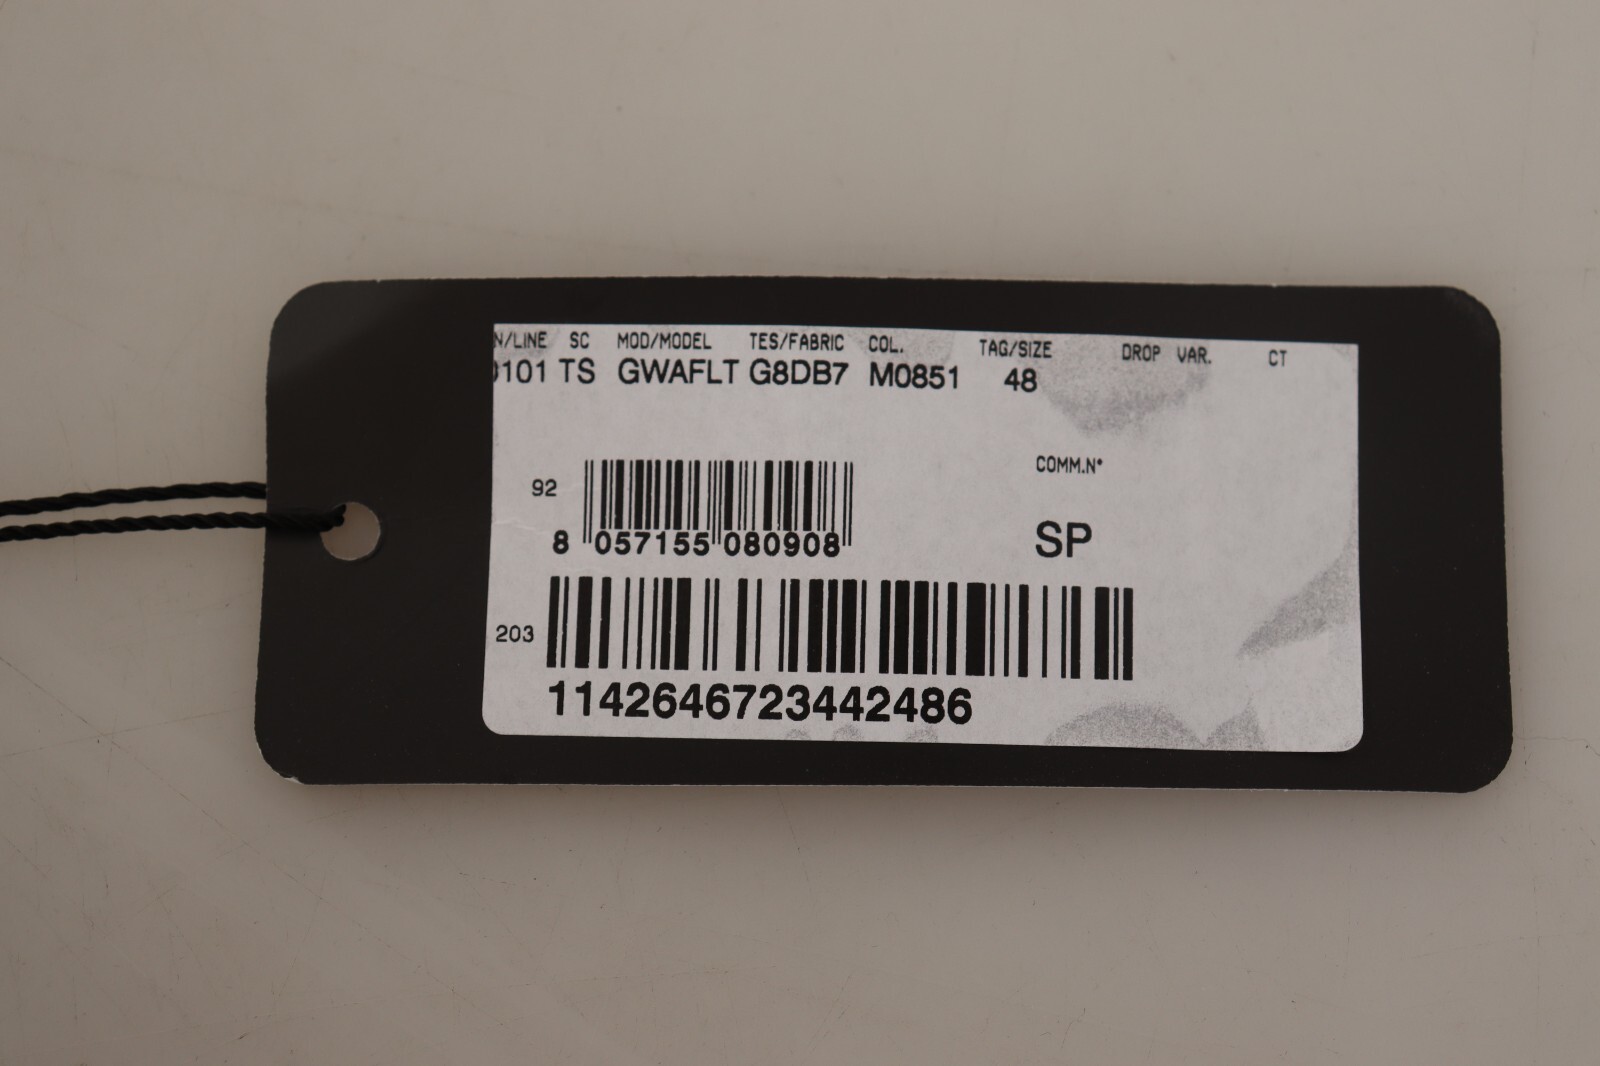 N/LINE SC MOD/MODEL TES/FABRIC COL. TAG/SIZE DROP VAR. CT
0101 TS GWAFLT G8DB7 M0851 48
COMM.N°
92
8 057155 080908
SP
203
1142646723442486